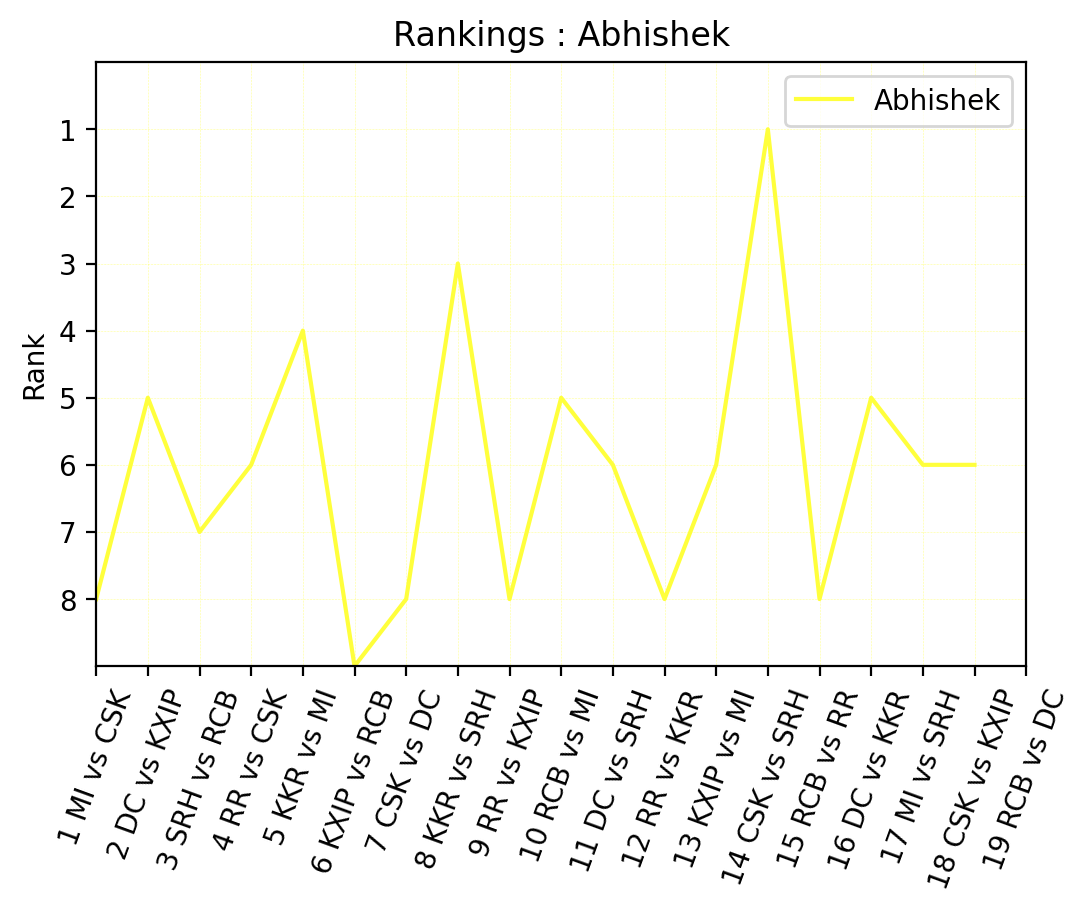 Rankings : Abhishek
Abhishek
Rank
1
2
3
4
5
6
7
8
1 MI vs CSK
2 DC vs KXIP
3 SRH vs RCB
4 RR vs CSK
5 KKR vs MI
6 KXIP vs RCB
7 CSK vs DC
8 KKR vs SRH
9 RR vs KXIP
10 RCB vs MI
11 DC vs SRH
12 RR vs KKR
13 KXIP vs MI
14 CSK vs SRH
15 RCB vs RR
16 DC vs KKR
17 MI vs SRH
18 CSK vs KXIP
19 RCB vs DC